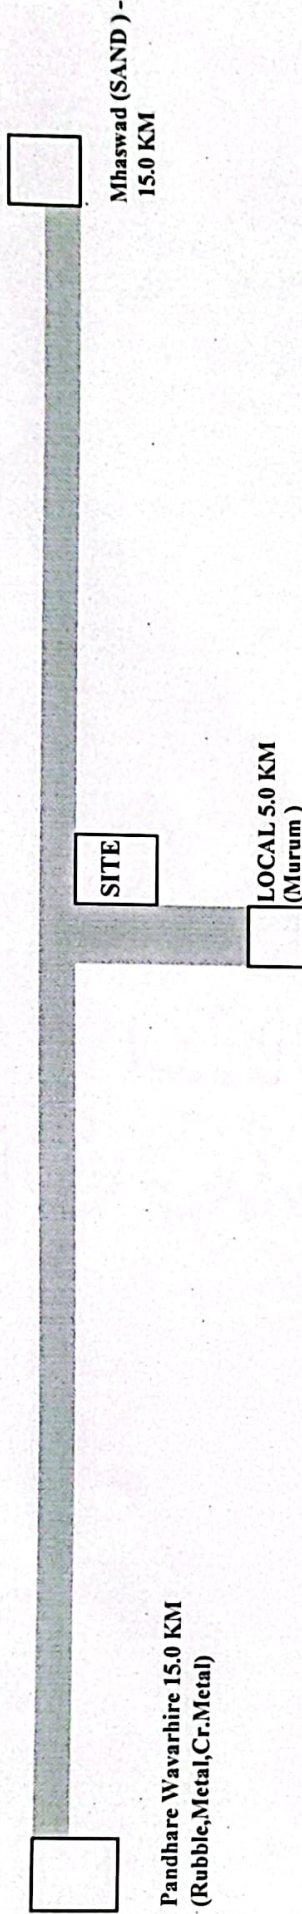 Pandhare Wavarhire 15.0 KM
(Rubble,Metal,Cr.Metal)
SITE
LOCAL 5.0 KM
(Murum )
Mhaswad (SAND ) -
15.0 KM